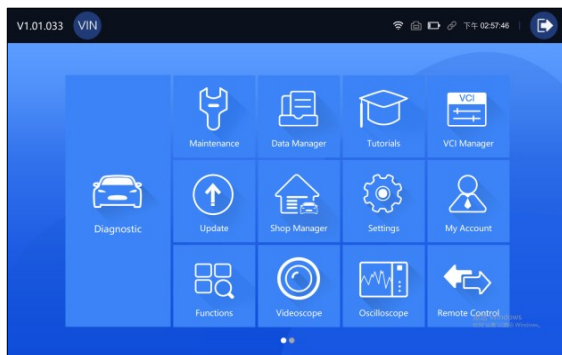 V1.01.033
VIN
下午 02:57:46
Maintenance
Data Manager
Tutorials
VCI
VCI Manager
Diagnostic
Update
Shop Manager
Settings
My Account
Functions
Videoscope
Oscilloscope
Remote Control